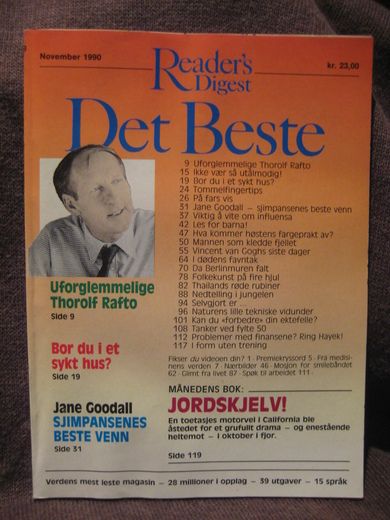 November 1990
Reader's
Digest
kr. 23,00
Det Beste
9 Uforglemmelige Thorolf Rafto
15 Ikke vær så utålmodig!
19 Bor du i et sykt hus?
24 Tommelfingertips
26 På fars vis
31 Jane Goodall – sjimpansenes beste venn
37 Viktig å vite om influensa
42 Les for barna!
47 Hva kommer høstens fargeprakt av?
50 Mannen som kledde fjellet
55 Vincent van Goghs siste dager
64 I dødens favntak
70 Da Berlinmuren falt
78 Folkekunst på fire hjul
82 Thailands røde rubiner
88 Nedtelling i jungelen
94 Selvgjort er ...
96 Naturens lille tekniske vidunder
101 Kan du «forbedre» din ektefelle?
108 Tanker ved fylte 50
112 Problemer med finansene? Ring Hayek!
117 I form uten trening
Fikser du videoen din? 1 · Premiekryssord 5 · Fra medisi-
nens verden 7 · Nærbilder 46 · Mosjon for smilebåndet
62 · Glimt fra livet 87 · Spøk til arbeidet 111 ·
Uforglemmelige
Thorolf Rafto
Side 9
Bor du i et
sykt hus?
Side 19
Jane Goodall
SJIMPANSENES
BESTE VENN
Side 31
MÅNEDENS BOK:
JORDSKJELV!
En toetasjes motorvei i California ble
åstedet for et grufullt drama – og enestående
heltemot – i oktober i fjor.
Side 119
Verdens mest leste magasin – 28 millioner i opplag – 39 utgaver – 15 språk